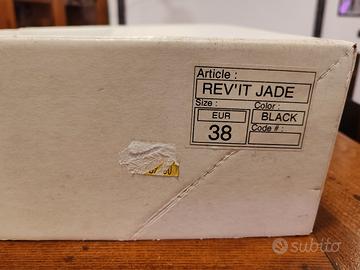 Article :
REV'IT JADE
Size :
Color :
EUR
BLACK
38
Code # :
subito